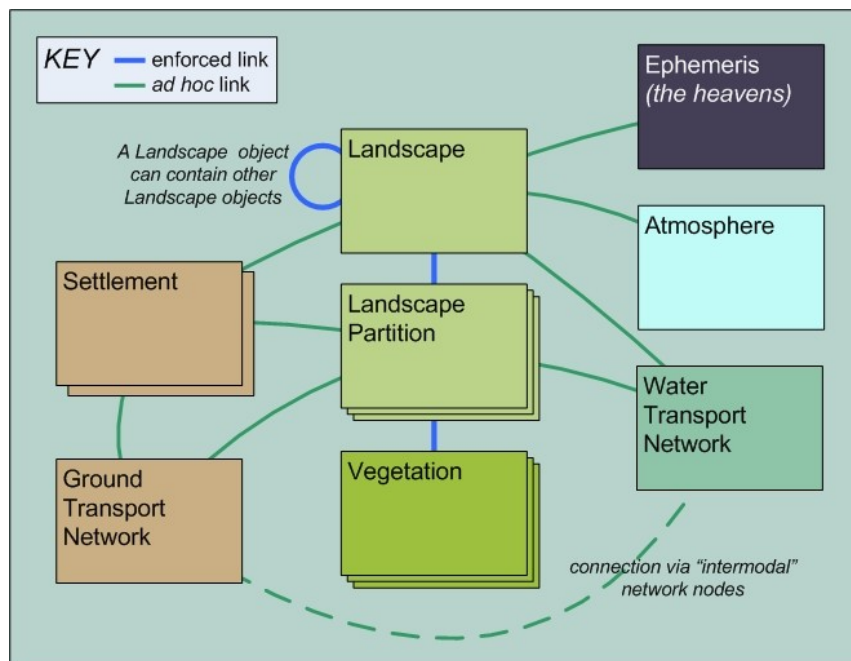 KEY
enforced link
ad hoc link
Ephemeris
(the heavens)
A Landscape object
can contain other
Landscape objects
Landscape
Atmosphere
Settlement
Landscape
Partition
Water
Transport
Network
Ground
Transport
Network
Vegetation
connection via “intermodal”
network nodes